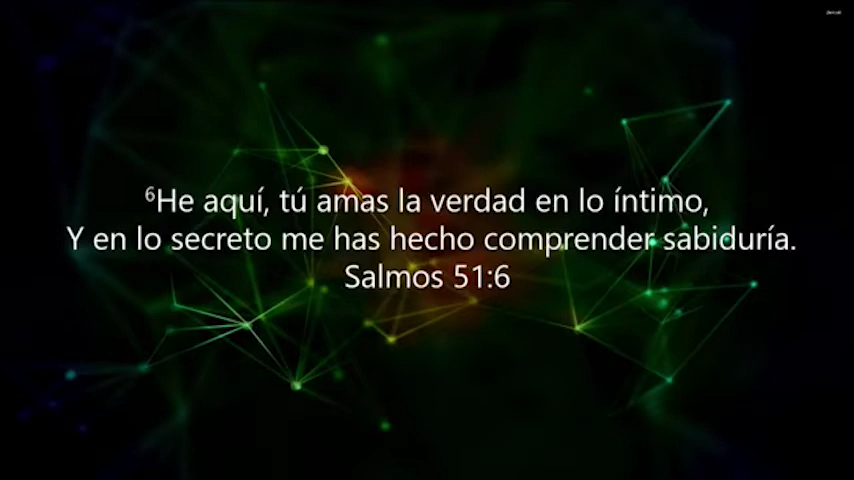 ⁶He aquí, tú amas la verdad en lo íntimo,
Y en lo secreto me has hecho comprender sabiduría.
Salmos 51:6